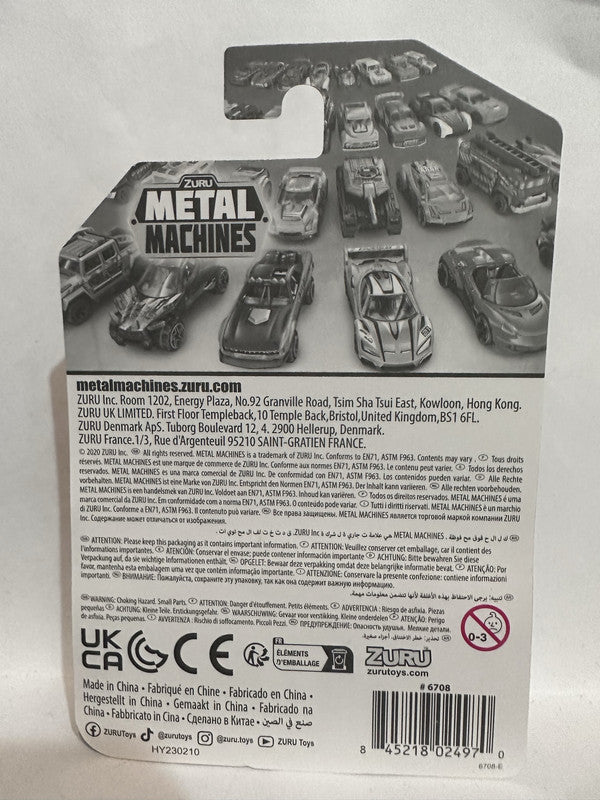 ZURU
METAL
MACHINES
metalmachines.zuru.com
ZURU Inc. Room 1202, Energy Plaza, No.92 Granville Road, Tsim Sha Tsui East, Kowloon, Hong Kong.
ZURU UK LIMITED. First Floor Templeback,10 Temple Back,Bristol,United Kingdom,BS1 6FL.
ZURU Denmark ApS. Tuborg Boulevard 12, 4. 2900 Hellerup, Denmark.
ZURU France.1/3, Rue d'Argenteuil 95210 SAINT-GRATIEN FRANCE.
© 2020 ZURU Inc. All rights reserved. METAL MACHINES is a trademark of ZURU Inc. Conforms to EN71, ASTM F963. Contents may vary. Tous droits
réservés. METAL MACHINES est une marque de commerce de ZURU Inc. Conforme aux normes EN71, ASTM F963. Le contenu peut varier. Todos los derechos
reservados. METAL MACHINES es una marca comercial de ZURU Inc. De conformidad con EN71, ASTM F963. Los contenidos pueden variar. Alle Rechte
vorbehalten. METAL MACHINES ist eine Marke von ZURU Inc. Entspricht den Normen EN71, ASTM F963. Der Inhalt kann variieren. Alle rechten voorbehouden.
METAL MACHINES is een handelsmerk van ZURU Inc. Voldoet aan EN71, ASTM F963. Inhoud kan variëren. Todos os direitos reservados. METAL MACHINES é uma
marca comercial da ZURU Inc. Em conformidade com a norma EN71, ASTM F963. O conteúdo pode variar. Tutti i diritti riservati. METAL MACHINES è un marchio
di ZURU Inc. Conforme a EN71, ASTM F963. Il contenuto può variare. Все права защищены. METAL MACHINES является торговой маркой компании ZURU
Inc. Содержание может отличаться от изображения.
ATTENTION: Please keep this packaging as it contains important information. ATTENTION: Veuillez conserver cet emballage, car il contient des
informations importantes. ATENCIÓN: Conservar el envase; puede contener información importante ACHTUNG: Bitte bewahren Sie diese
Verpackung auf, da sie wichtige Informationen enthält. OPGELET: Bewaar deze verpakking omdat deze belangrijke informatie bevat. ATENÇÃO: Por
favor, mantenha esta embalagem uma vez que contém informações importantes. ATTENZIONE: Conservare la presente confezione: contiene informazioni
importanti. ВНИМАНИЕ: Пожалуйста, сохраните эту упаковку, так как она содержит важную информацию.
تنبيه: يرجى الاحتفاظ بهذه العبوة لأنها تتضمن معلومات مهمة.
WARNING: Choking Hazard. Small Parts. ATTENTION: Danger d'étouffement. Petits éléments. ADVERTENCIA: Riesgo de asfixia. Piezas
pequeñas ACHTUNG: Kleine Teile. Erstickungsgefahr. WAARSCHUWING: Gevaar voor verstikking. Kleine onderdelen ATENÇÃO: Perigo
de asfixia. Peças pequenas. AVVERTENZA: Rischio di soffocamento. Piccoli Pezzi. ПРЕДУПРЕЖДЕНИЕ: Опасность удушья. Мелкие детали.
تحذير: خطر الاختناق. أجزاء صغيرة.
0-3
UK
CA
CE
FR
ÉLÉMENTS
D'EMBALLAGE
ZURU
zurutoys.com
Made in China • Fabriqué en Chine • Fabricado en China •
Hergestellt in China • Gemaakt in China • Fabricado na
China • Fabbricato in Cina • Сделано в Китае • صنع في الصين
ZURUToys @zurutoys @zuru.toys ZURU Toys
HY230210
# 6708
8 45218 02497 0
6708-E